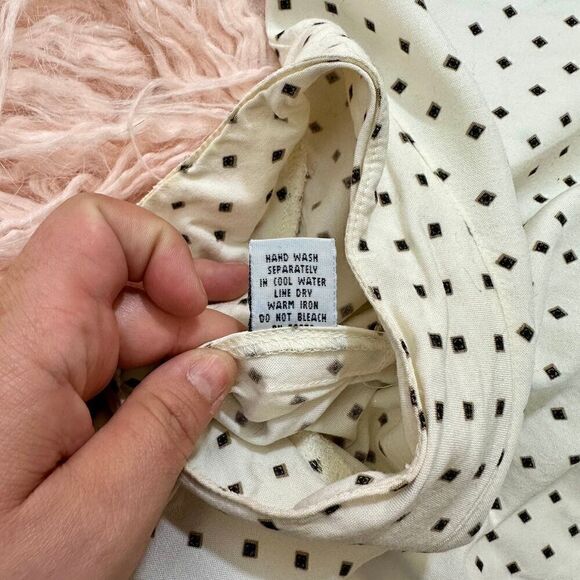 HAND WASH
SEPARATELY
IN COOL WATER
LINE DRY
WARM IRON
DO NOT BLEACH